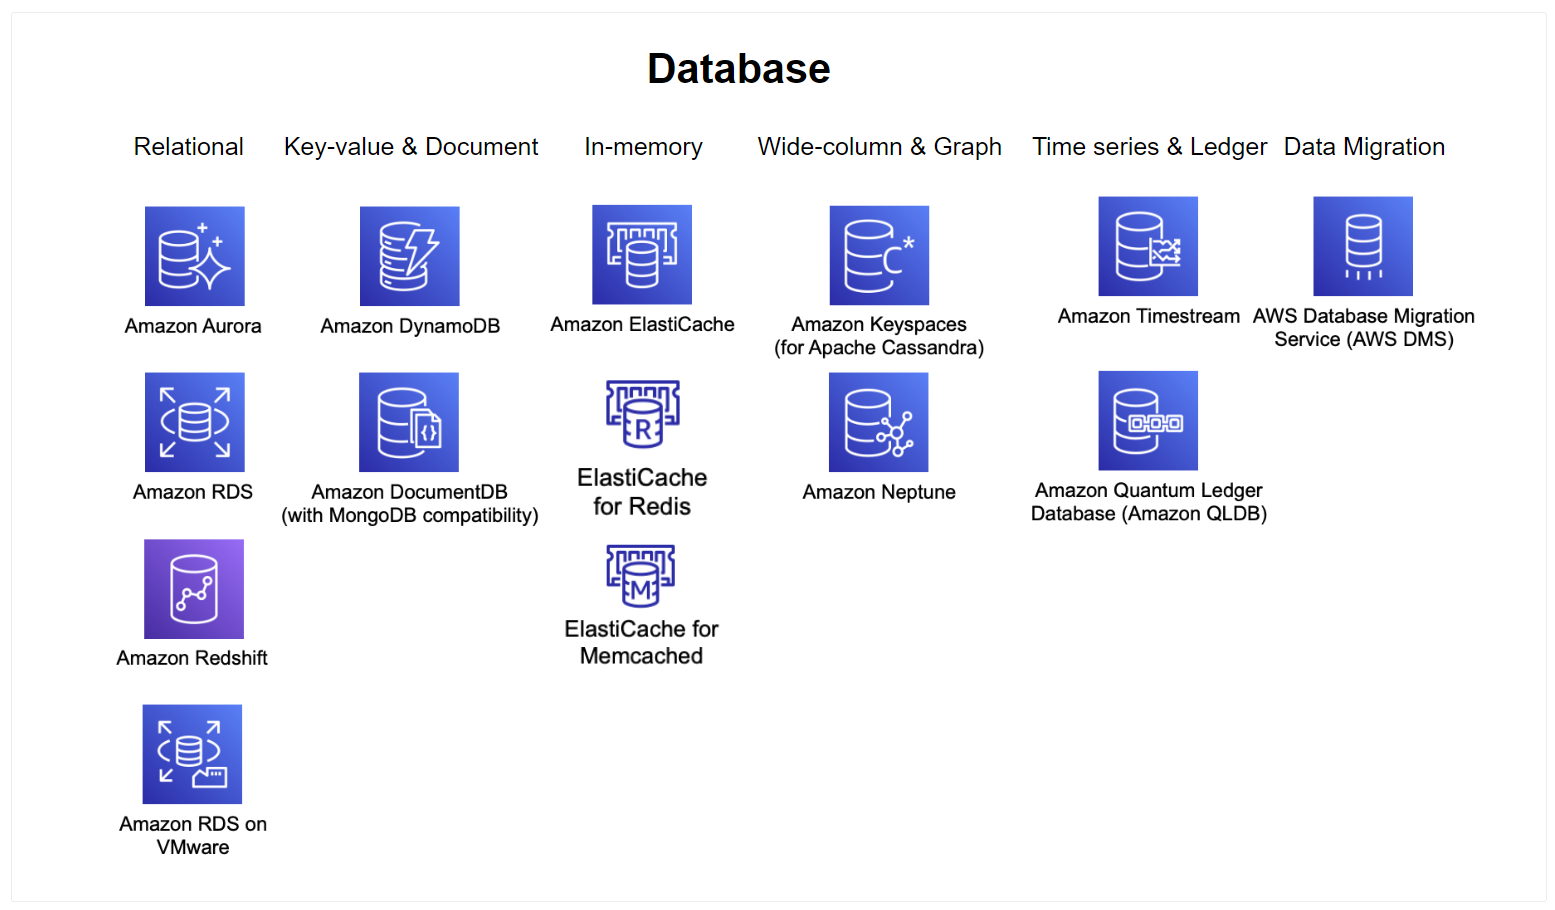 Database
Relational
Key-value & Document
In-memory
Wide-column & Graph
Time series & Ledger
Data Migration
Amazon Aurora
Amazon RDS
Amazon Redshift
Amazon RDS on
VMware
Amazon DynamoDB
{}
Amazon DocumentDB
(with MongoDB compatibility)
Amazon ElastiCache
R
ElastiCache
for Redis
M
ElastiCache for
Memcached
C*
Amazon Keyspaces
(for Apache Cassandra)
Amazon Neptune
Amazon Timestream
Amazon Quantum Ledger
Database (Amazon QLDB)
AWS Database Migration
Service (AWS DMS)